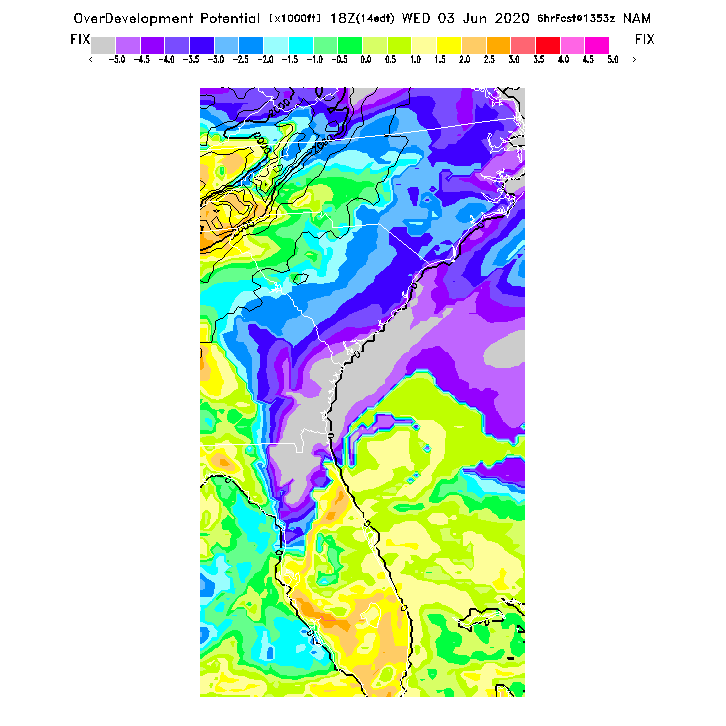 OverDevelopment Potential [x1000ft] 18Z(14edt) WED 03 Jun 2020 6hrFcst@1353z NAM
FIX FIX
< -5.0 -4.5 -4.0 -3.5 -3.0 -2.5 -2.0 -1.5 -1.0 -0.5 0.0 0.5 1.0 1.5 2.0 2.5 3.0 3.5 4.0 4.5 5.0 >